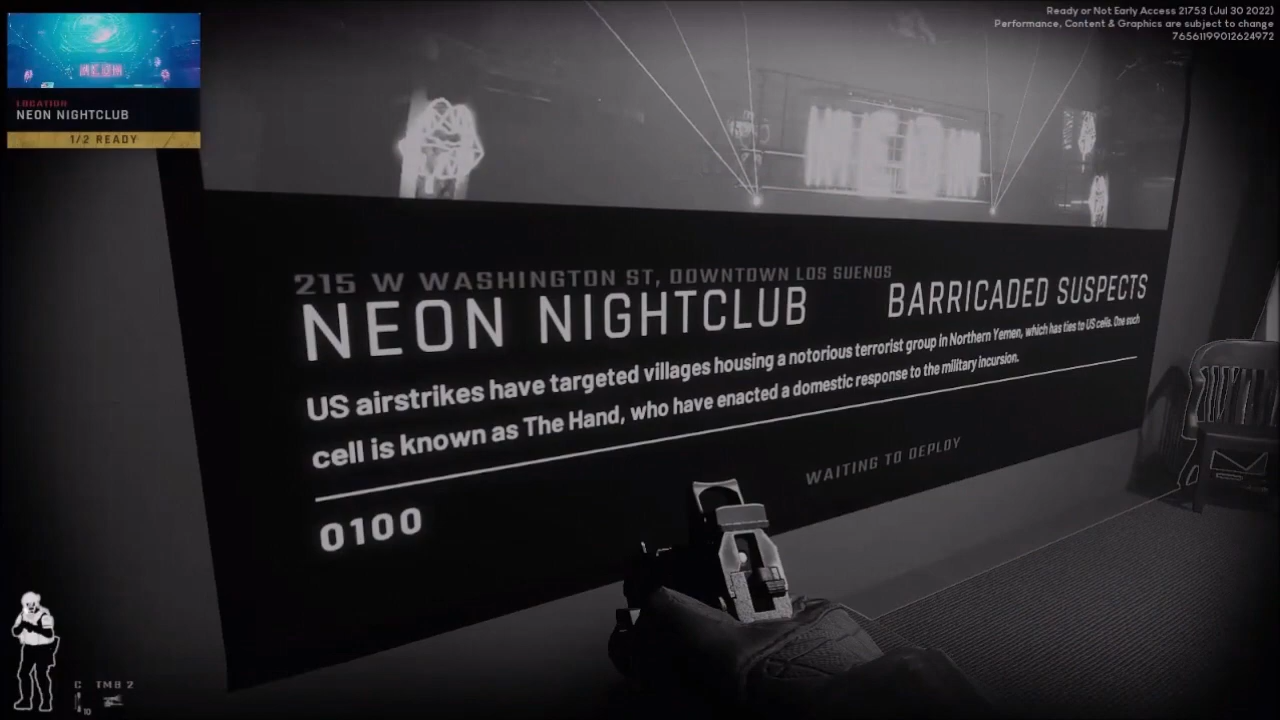 Ready or Not Early Access 21753 (Jul 30 2022)
Performance, Content & Graphics are subject to change
76561199012624972
LOCATION
NEON NIGHTCLUB
1/2 READY
215 W WASHINGTON ST, DOWNTOWN LOS SUENOS
NEON NIGHTCLUB
BARRICADED SUSPECTS
US airstrikes have targeted villages housing a notorious terrorist group in Northern Yemen, which has ties to US cells. One such
cell is known as The Hand, who have enacted a domestic response to the military incursion.
WAITING TO DEPLOY
0100
C TMB 2
10